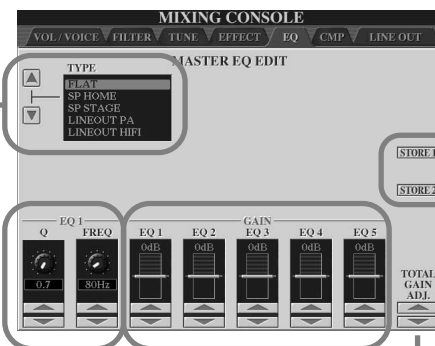 MIXING CONSOLE
VOL / VOICE FILTER TUNE EFFECT EQ CMP LINE OUT
MASTER EQ EDIT
TYPE
FLAT
SP HOME
SP STAGE
LINEOUT PA
LINEOUT HIFI
STORE 1
STORE 2
EQ 1
Q FREQ
0.7 80Hz
GAIN
EQ 1 EQ 2 EQ 3 EQ 4 EQ 5
0dB 0dB 0dB 0dB 0dB
TOTAL
GAIN
ADJ.